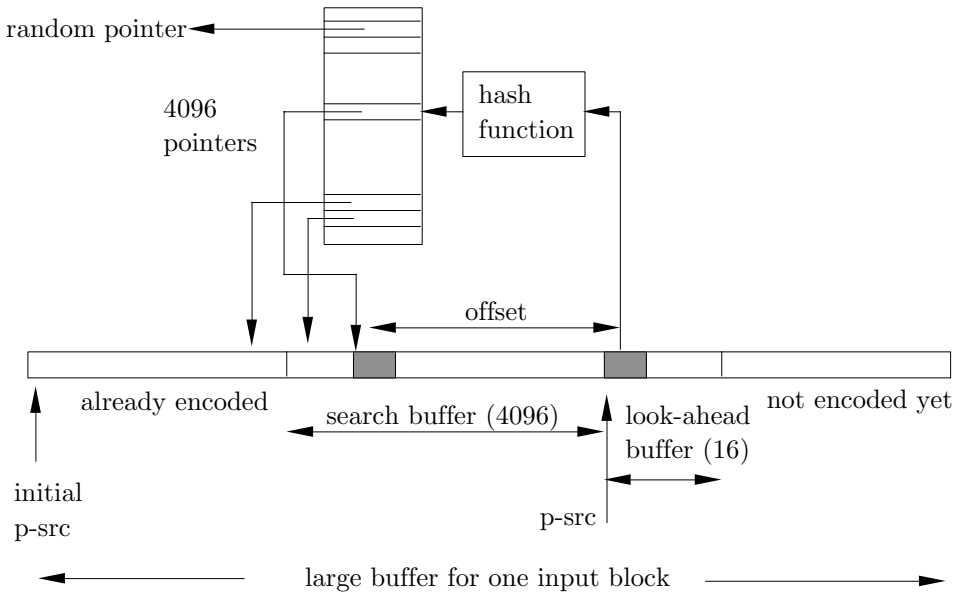 random pointer
4096
pointers
hash
function
offset
already encoded
search buffer (4096)
look-ahead
buffer (16)
not encoded yet
initial
p-src
p-src
large buffer for one input block